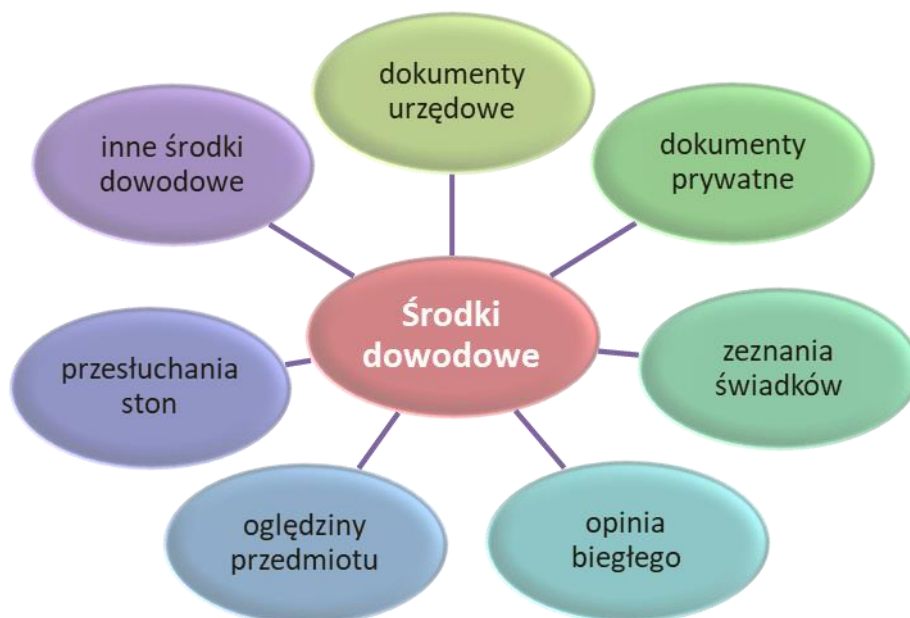 dokumenty
urzędowe
inne środki
dowodowe
dokumenty
prywatne
Środki
dowodowe
przesłuchania
ston
zeznania
świadków
oględziny
przedmiotu
opinia
biegłego